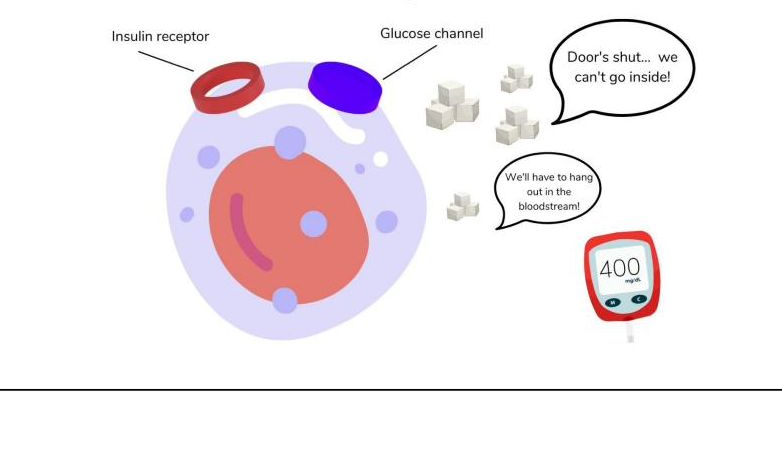 Insulin receptor
Glucose channel
Door's shut... we
can't go inside!
We'll have to hang
out in the
bloodstream!
400
mg/dL
M
C